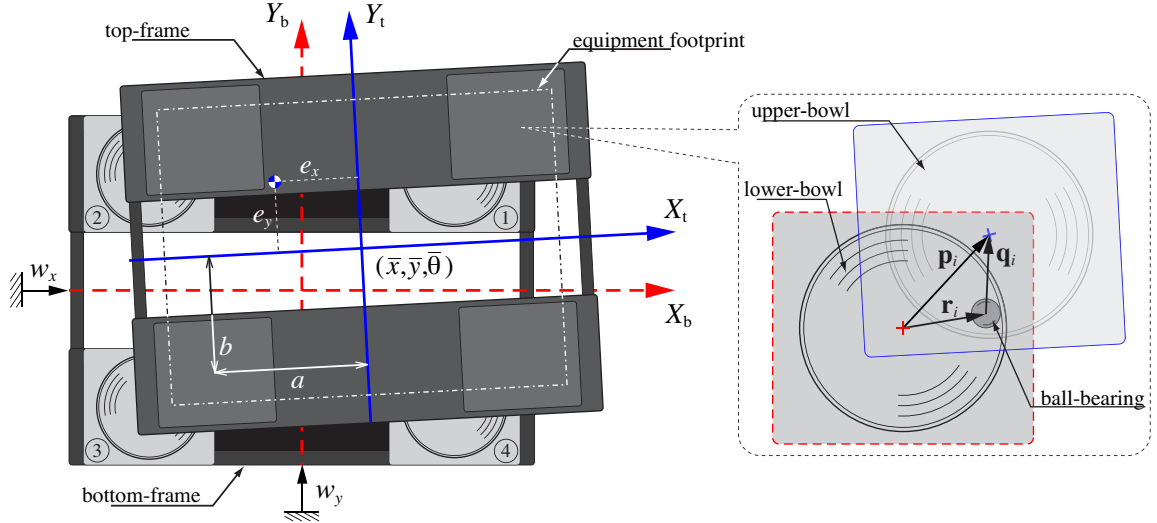 Y_b
Y_t
top-frame
equipment footprint
upper-bowl
lower-bowl
e_x
e_y
2
1
X_t
(x̅,y̅,θ̅)
w_x
X_b
p_i
q_i
r_i
b
a
ball-bearing
3
4
bottom-frame
w_y